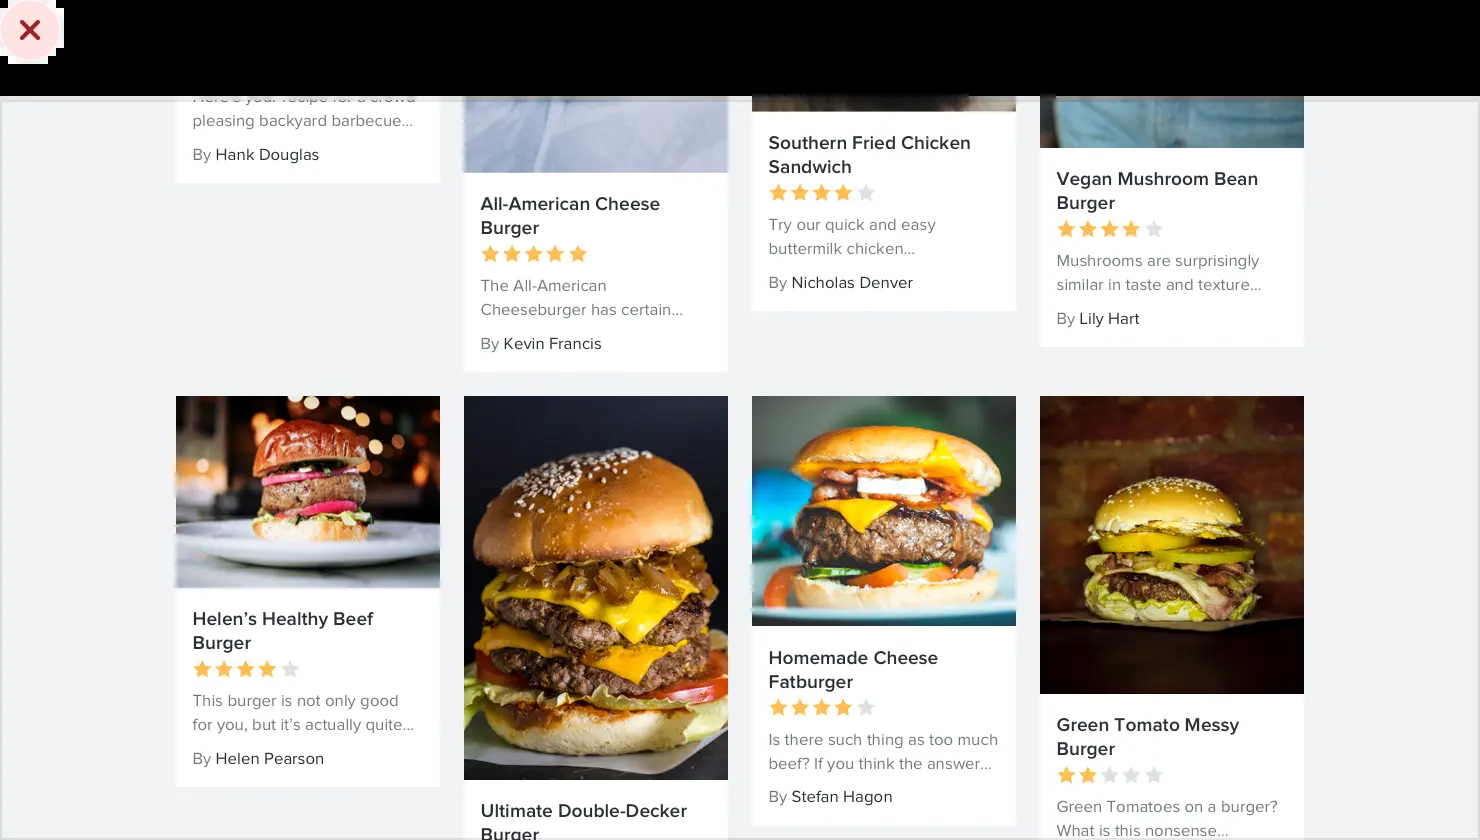 Here's your recipe for a crowd
pleasing backyard barbecue...
By Hank Douglas
All-American Cheese
Burger
The All-American
Cheeseburger has certain...
By Kevin Francis
Southern Fried Chicken
Sandwich
Try our quick and easy
buttermilk chicken...
By Nicholas Denver
Vegan Mushroom Bean
Burger
Mushrooms are surprisingly
similar in taste and texture...
By Lily Hart
Helen’s Healthy Beef
Burger
This burger is not only good
for you, but it’s actually quite...
By Helen Pearson
Ultimate Double-Decker
Burger
Homemade Cheese
Fatburger
Is there such thing as too much
beef? If you think the answer...
By Stefan Hagon
Green Tomato Messy
Burger
Green Tomatoes on a burger?
What is this nonsense...